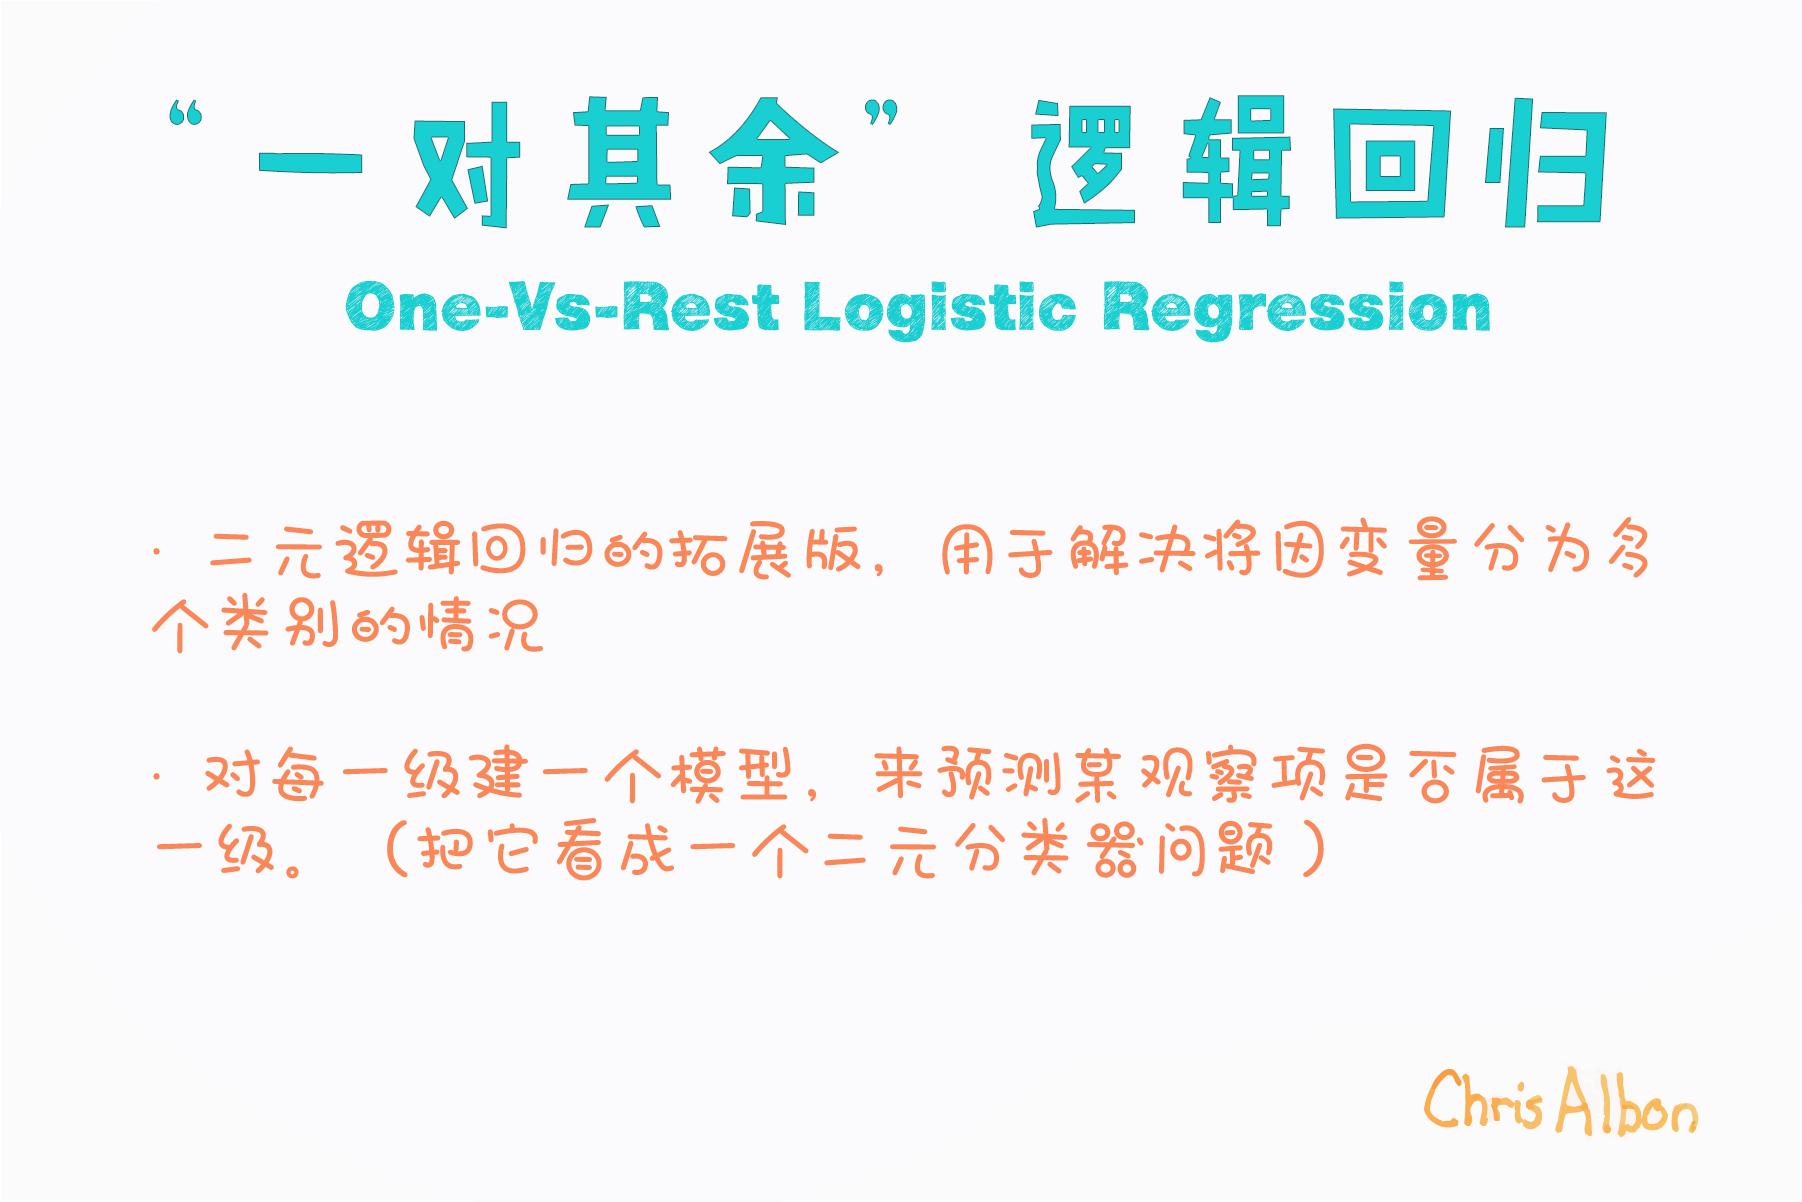 “一对其余”逻辑回归
One-Vs-Rest Logistic Regression
· 二元逻辑回归的拓展版，用于解决将因变量分为多
个类别的情况
· 对每一级建一个模型，来预测某观察项是否属于这
一级。（把它看成一个二元分类器问题）
Chris Albon